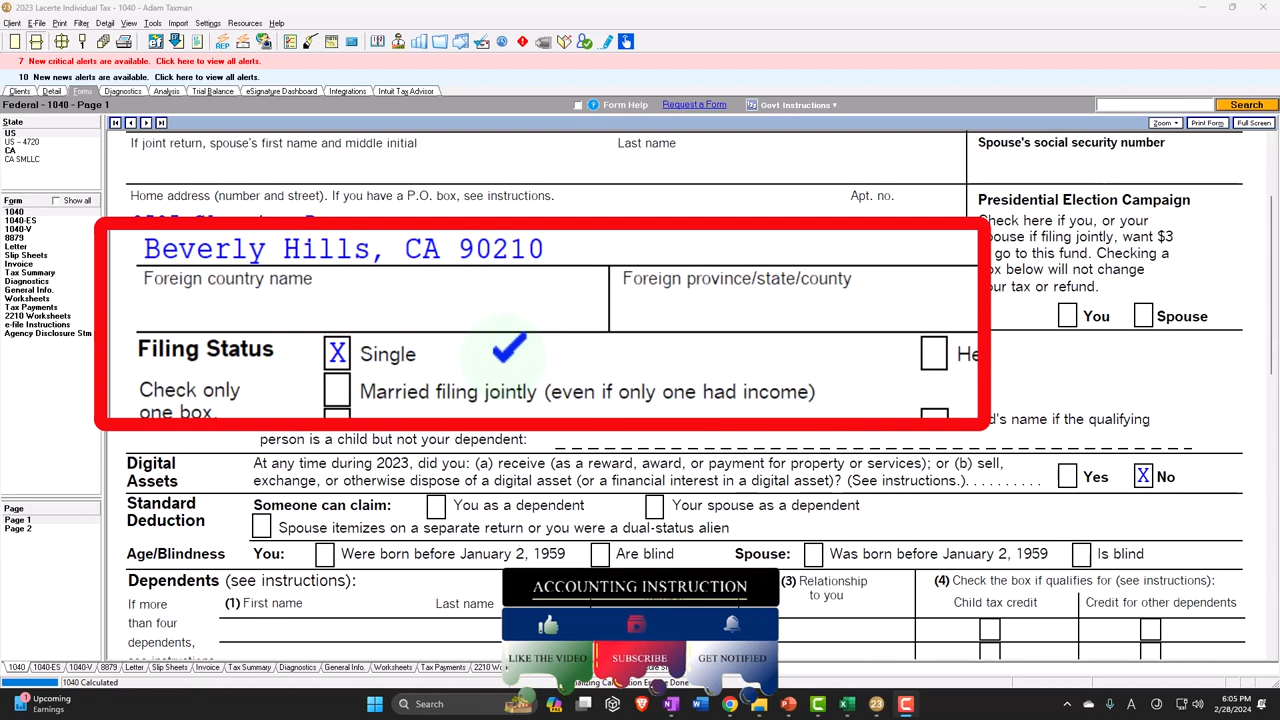 2023 Lacerte Individual Tax - 1040 - Adam Taxman
Client E-File Print Filter Detail View Tools Import Settings Resources Help
7 New critical alerts are available. Click here to view all alerts.
10 New news alerts are available. Click here to view all alerts.
Clients Detail Forms Diagnostics Analysis Trial Balance eSignature Dashboard Integrations Intuit Tax Advisor
Federal - 1040 - Page 1
Form Help Request a Form Govt Instructions Search
State
US
US - 4720
CA
CA SMLLC
Zoom Print Form Full Screen
Form Show all
1040
1040-ES
1040-V
8879
Letter
Slip Sheets
Invoice
Tax Summary
Diagnostics
General Info.
Worksheets
Tax Payments
2210 Worksheets
e-file Instructions
Agency Disclosure Stm
Page
Page 1
Page 2
If joint return, spouse's first name and middle initial Last name Spouse's social security number
Home address (number and street). If you have a P.O. box, see instructions. Apt. no.
Presidential Election Campaign
Check here if you, or your
spouse if filing jointly, want $3
go to this fund. Checking a
box below will not change
your tax or refund.
You Spouse
Beverly Hills, CA 90210
Foreign country name Foreign province/state/county
Filing Status X Single He
Check only
one box.
Married filing jointly (even if only one had income)
d's name if the qualifying
person is a child but not your dependent:
Digital
Assets
At any time during 2023, did you: (a) receive (as a reward, award, or payment for property or services); or (b) sell,
exchange, or otherwise dispose of a digital asset (or a financial interest in a digital asset)? (See instructions.) Yes X No
Standard
Deduction
Someone can claim: You as a dependent Your spouse as a dependent
Spouse itemizes on a separate return or you were a dual-status alien
Age/Blindness You: Were born before January 2, 1959 Are blind Spouse: Was born before January 2, 1959 Is blind
Dependents (see instructions): (3) Relationship (4) Check the box if qualifies for (see instructions):
to you
If more
than four
dependents,
(1) First name Last name Child tax credit Credit for other dependents
ACCOUNTING INSTRUCTION
LIKE THE VIDEO SUBSCRIBE GET NOTIFIED
1040 1040-ES 1040-V 8879 Letter Slip Sheets Invoice Tax Summary Diagnostics General Info. Worksheets Tax Payments 2210 Wo
1040 Calculated
Upcoming
Earnings
Search
6:05 PM
2/28/2024